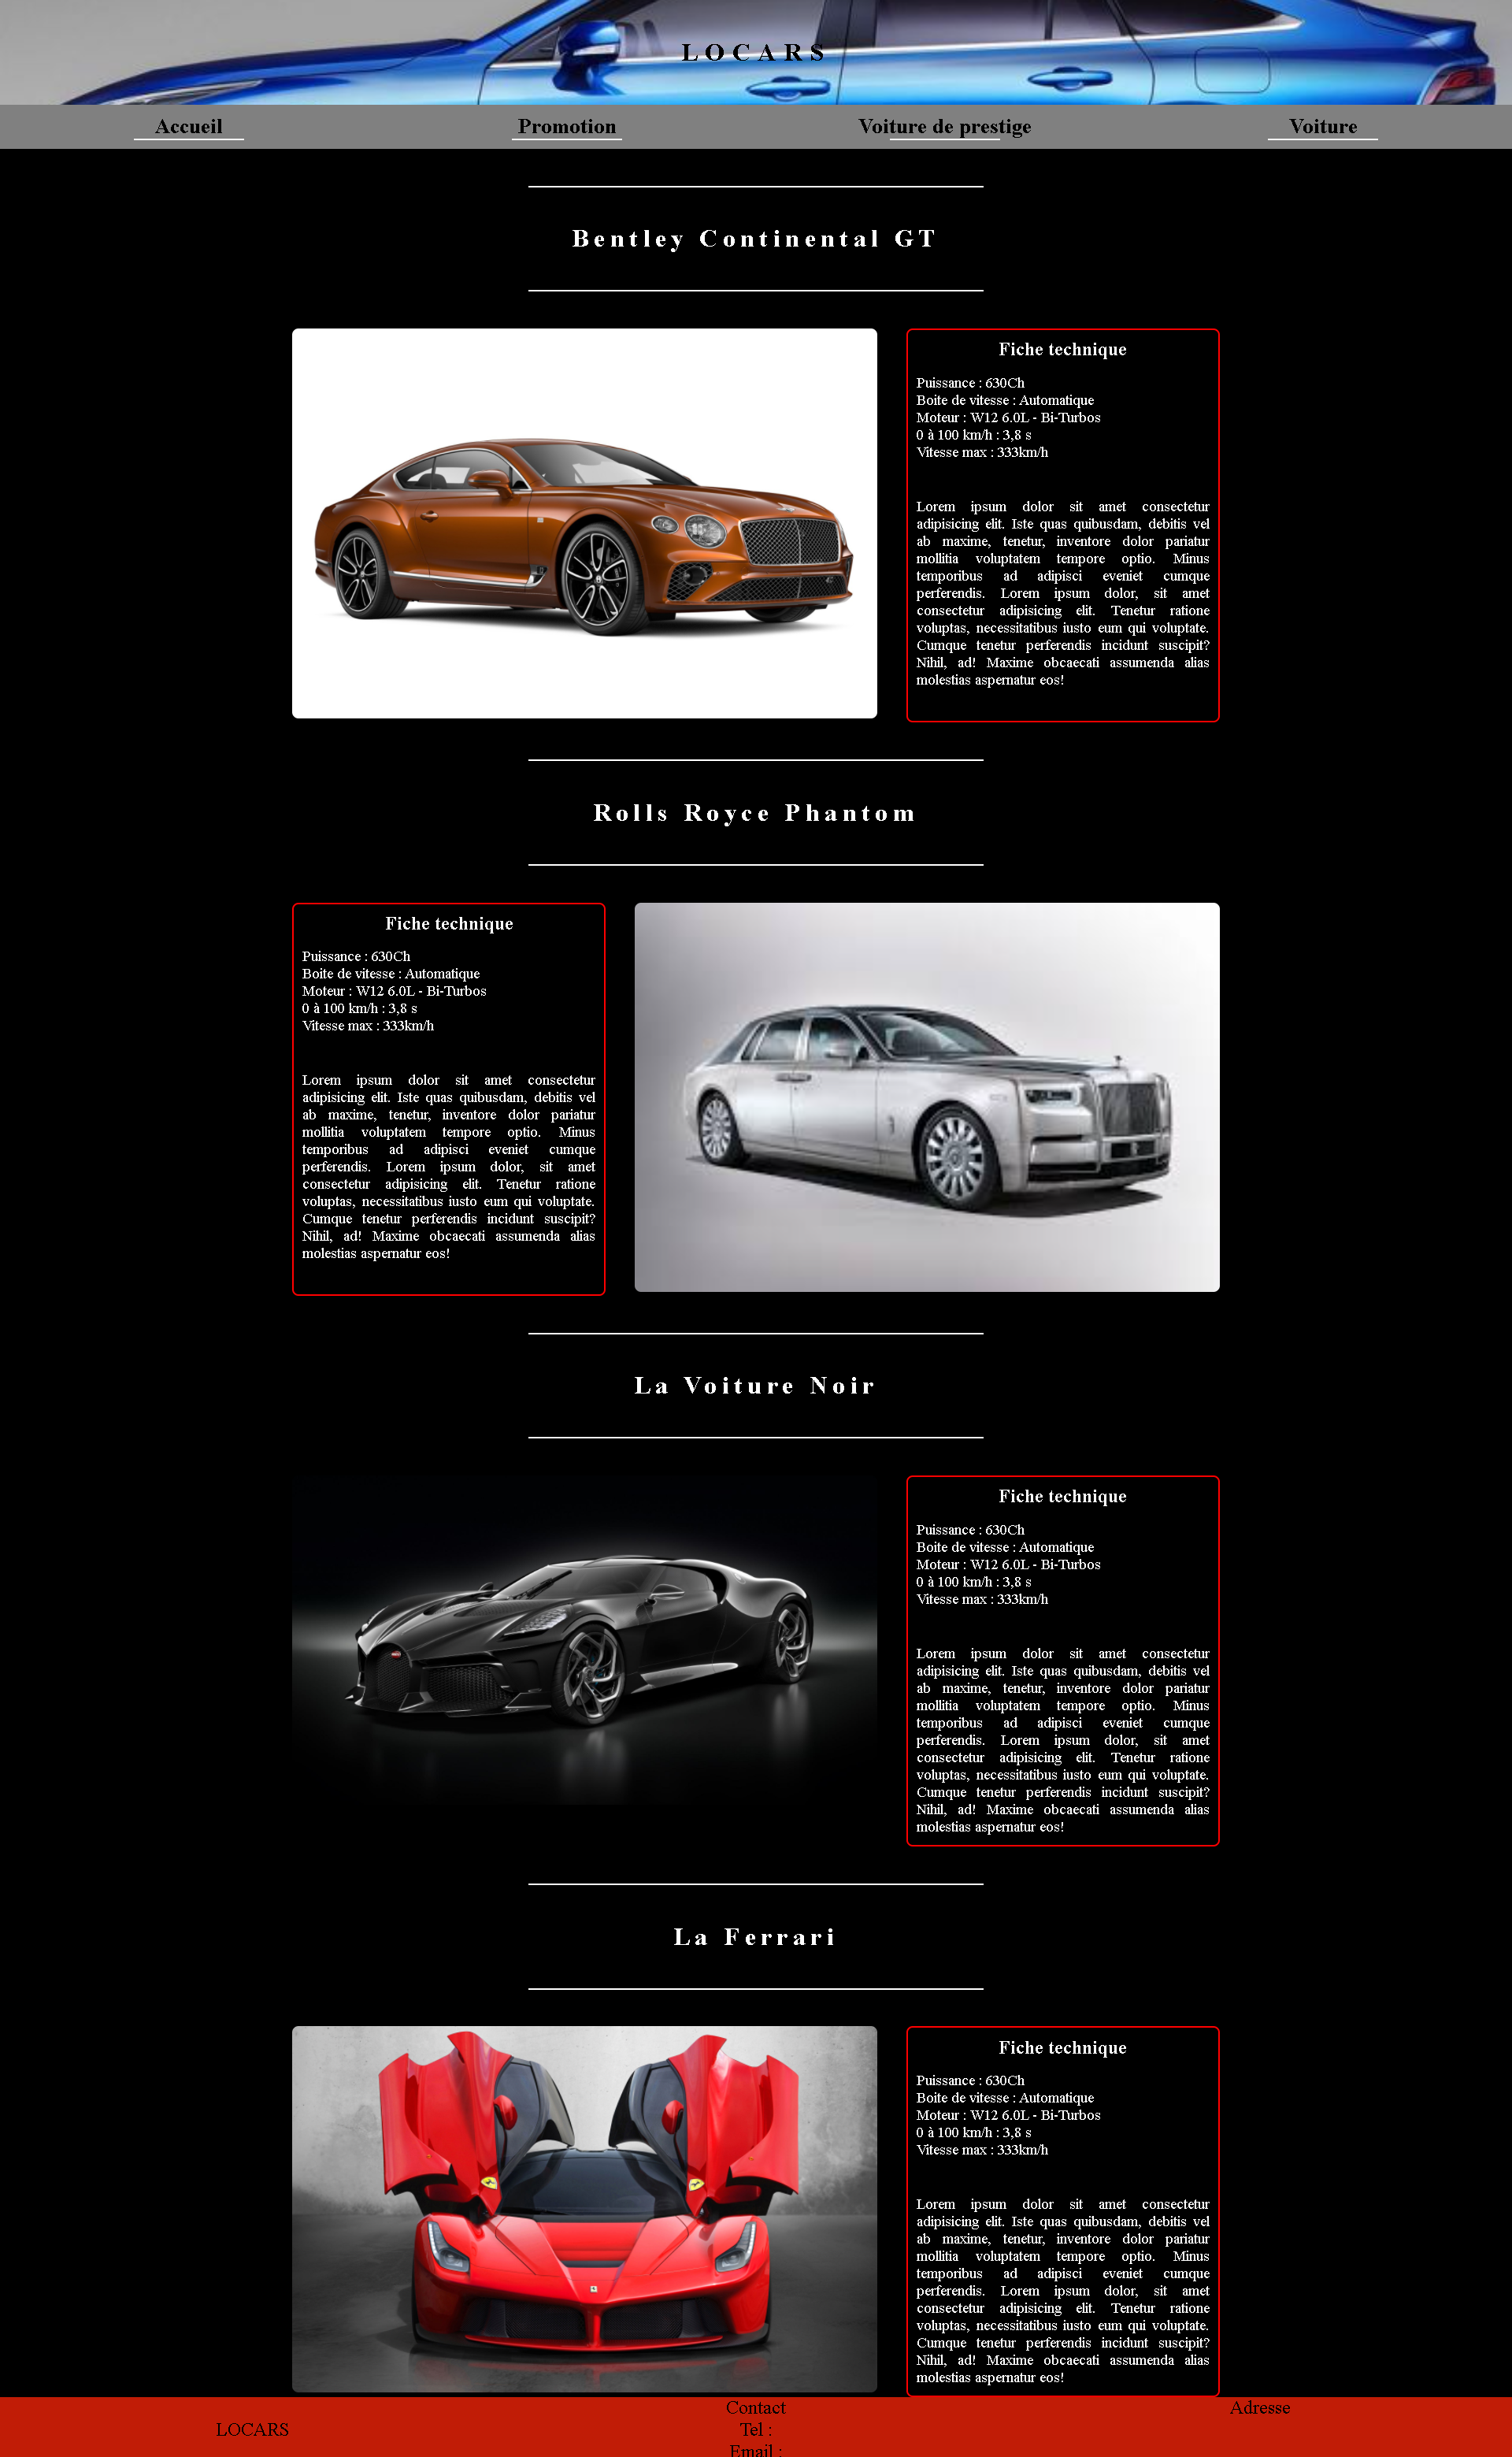 LOCARS
Accueil
Promotion
Voiture de prestige
Voiture
Bentley Continental GT
Fiche technique
Puissance : 630Ch
Boite de vitesse : Automatique
Moteur : W12 6.0L - Bi-Turbos
0 à 100 km/h : 3,8 s
Vitesse max : 333km/h
Lorem ipsum dolor sit amet consectetur
adipisicing elit. Iste quas quibusdam, debitis vel
ab maxime, tenetur, inventore dolor pariatur
mollitia voluptatem tempore optio. Minus
temporibus ad adipisci eveniet cumque
perferendis. Lorem ipsum dolor, sit amet
consectetur adipisicing elit. Tenetur ratione
voluptas, necessitatibus iusto eum qui voluptate.
Cumque tenetur perferendis incidunt suscipit?
Nihil, ad! Maxime obcaecati assumenda alias
molestias aspernatur eos!
Rolls Royce Phantom
Fiche technique
Puissance : 630Ch
Boite de vitesse : Automatique
Moteur : W12 6.0L - Bi-Turbos
0 à 100 km/h : 3,8 s
Vitesse max : 333km/h
Lorem ipsum dolor sit amet consectetur
adipisicing elit. Iste quas quibusdam, debitis vel
ab maxime, tenetur, inventore dolor pariatur
mollitia voluptatem tempore optio. Minus
temporibus ad adipisci eveniet cumque
perferendis. Lorem ipsum dolor, sit amet
consectetur adipisicing elit. Tenetur ratione
voluptas, necessitatibus iusto eum qui voluptate.
Cumque tenetur perferendis incidunt suscipit?
Nihil, ad! Maxime obcaecati assumenda alias
molestias aspernatur eos!
La Voiture Noir
Fiche technique
Puissance : 630Ch
Boite de vitesse : Automatique
Moteur : W12 6.0L - Bi-Turbos
0 à 100 km/h : 3,8 s
Vitesse max : 333km/h
Lorem ipsum dolor sit amet consectetur
adipisicing elit. Iste quas quibusdam, debitis vel
ab maxime, tenetur, inventore dolor pariatur
mollitia voluptatem tempore optio. Minus
temporibus ad adipisci eveniet cumque
perferendis. Lorem ipsum dolor, sit amet
consectetur adipisicing elit. Tenetur ratione
voluptas, necessitatibus iusto eum qui voluptate.
Cumque tenetur perferendis incidunt suscipit?
Nihil, ad! Maxime obcaecati assumenda alias
molestias aspernatur eos!
La Ferrari
Fiche technique
Puissance : 630Ch
Boite de vitesse : Automatique
Moteur : W12 6.0L - Bi-Turbos
0 à 100 km/h : 3,8 s
Vitesse max : 333km/h
Lorem ipsum dolor sit amet consectetur
adipisicing elit. Iste quas quibusdam, debitis vel
ab maxime, tenetur, inventore dolor pariatur
mollitia voluptatem tempore optio. Minus
temporibus ad adipisci eveniet cumque
perferendis. Lorem ipsum dolor, sit amet
consectetur adipisicing elit. Tenetur ratione
voluptas, necessitatibus iusto eum qui voluptate.
Cumque tenetur perferendis incidunt suscipit?
Nihil, ad! Maxime obcaecati assumenda alias
molestias aspernatur eos!
LOCARS
Contact
Tel :
Email :
Adresse